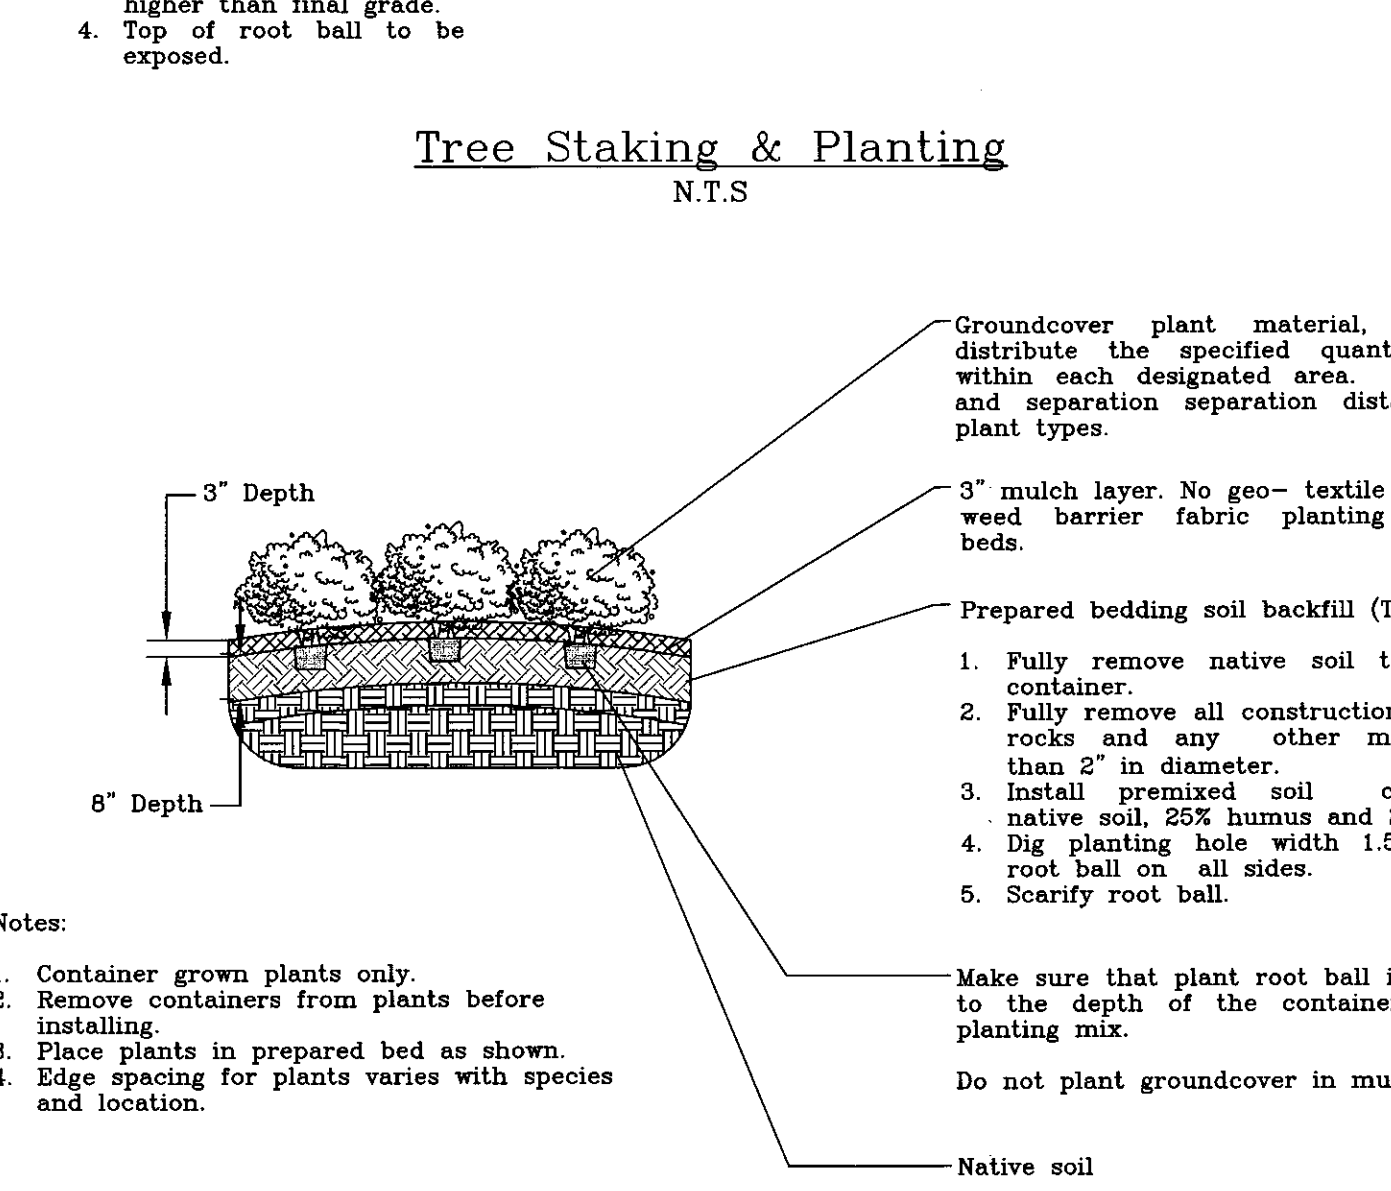 higher than final grade.
4. Top of root ball to be
exposed.
Tree Staking & Planting
N.T.S
Groundcover plant material,
distribute the specified quant
within each designated area.
and separation separation dist
plant types.
3" Depth
3" mulch layer. No geo- textile
weed barrier fabric planting
beds.
Prepared bedding soil backfill (T
1. Fully remove native soil t
container.
2. Fully remove all construction
rocks and any other m
than 2" in diameter.
3. Install premixed soil c
native soil, 25% humus and
4. Dig planting hole width 1.5
root ball on all sides.
5. Scarify root ball.
8" Depth
Notes:
1. Container grown plants only.
2. Remove containers from plants before
installing.
3. Place plants in prepared bed as shown.
4. Edge spacing for plants varies with species
and location.
Make sure that plant root ball i
to the depth of the containe
planting mix.
Do not plant groundcover in mu
Native soil